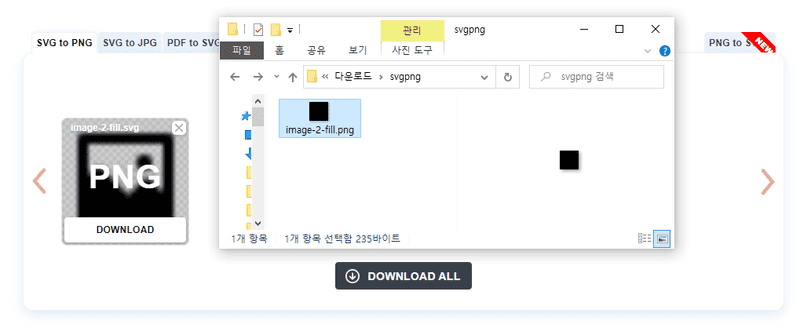 SVG to PNG
SVG to JPG
PDF to SVG
PNG to S
NEW
관리
svgpng
파일
홈
공유
보기
사진 도구
« 다운로드 > svgpng
svgpng 검색
image-2-fill.svg
PNG
DOWNLOAD
image-2-fill.png
1개 항목
1개 항목 선택함 235바이트
DOWNLOAD ALL